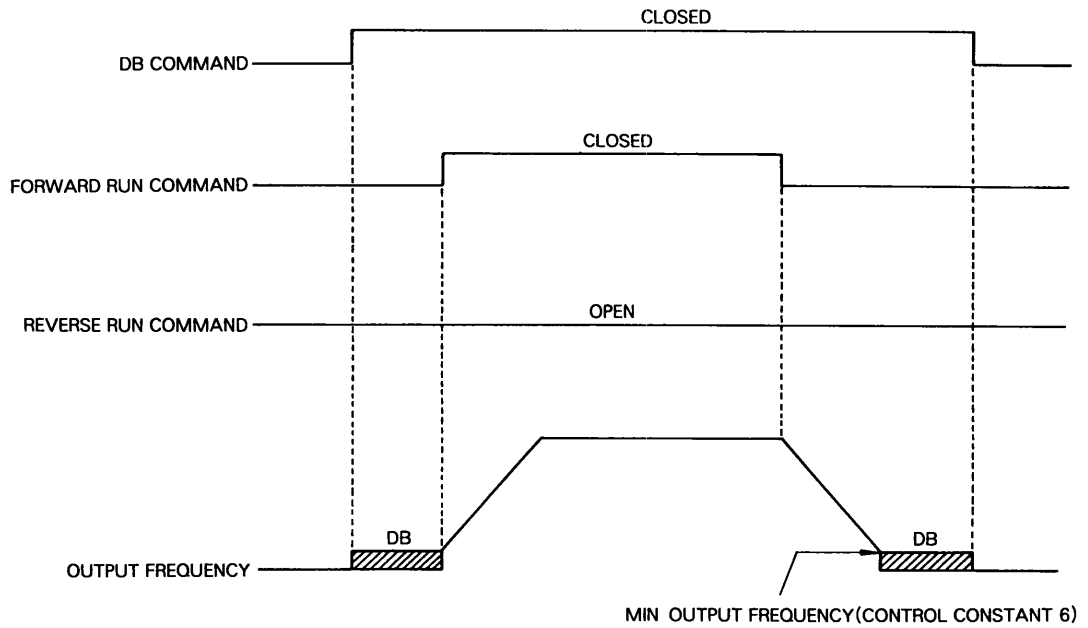 CLOSED
DB COMMAND
CLOSED
FORWARD RUN COMMAND
OPEN
REVERSE RUN COMMAND
DB
DB
OUTPUT FREQUENCY
MIN OUTPUT FREQUENCY(CONTROL CONSTANT 6)